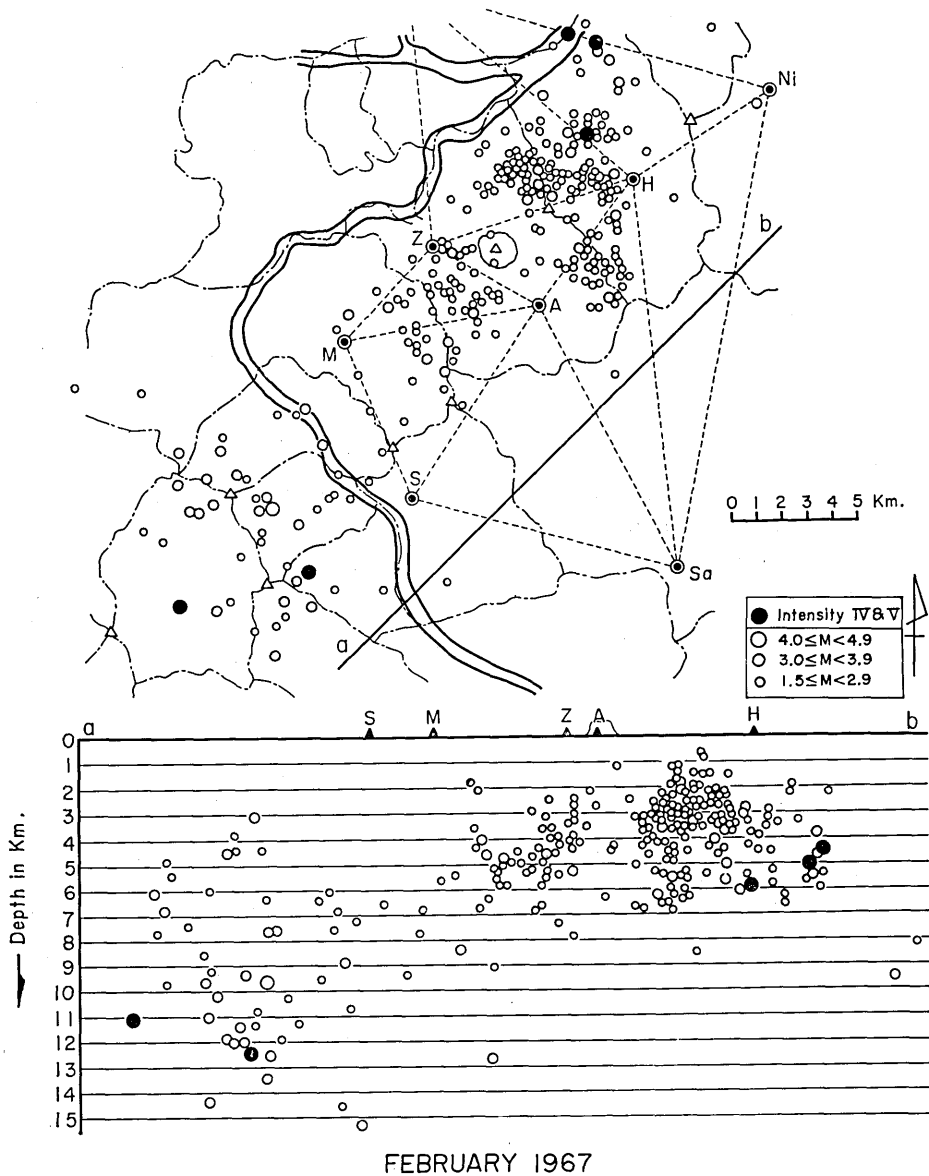 Ni
H
b
Z
A
M
S
0 1 2 3 4 5 Km.
Sa
Intensity IV & V
4.0≤M<4.9
3.0≤M<3.9
1.5≤M<2.9
a
a S M Z A H b
0
1
2
3
4
5
6
7
8
9
10
11
12
13
14
15
Depth in Km.
FEBRUARY 1967